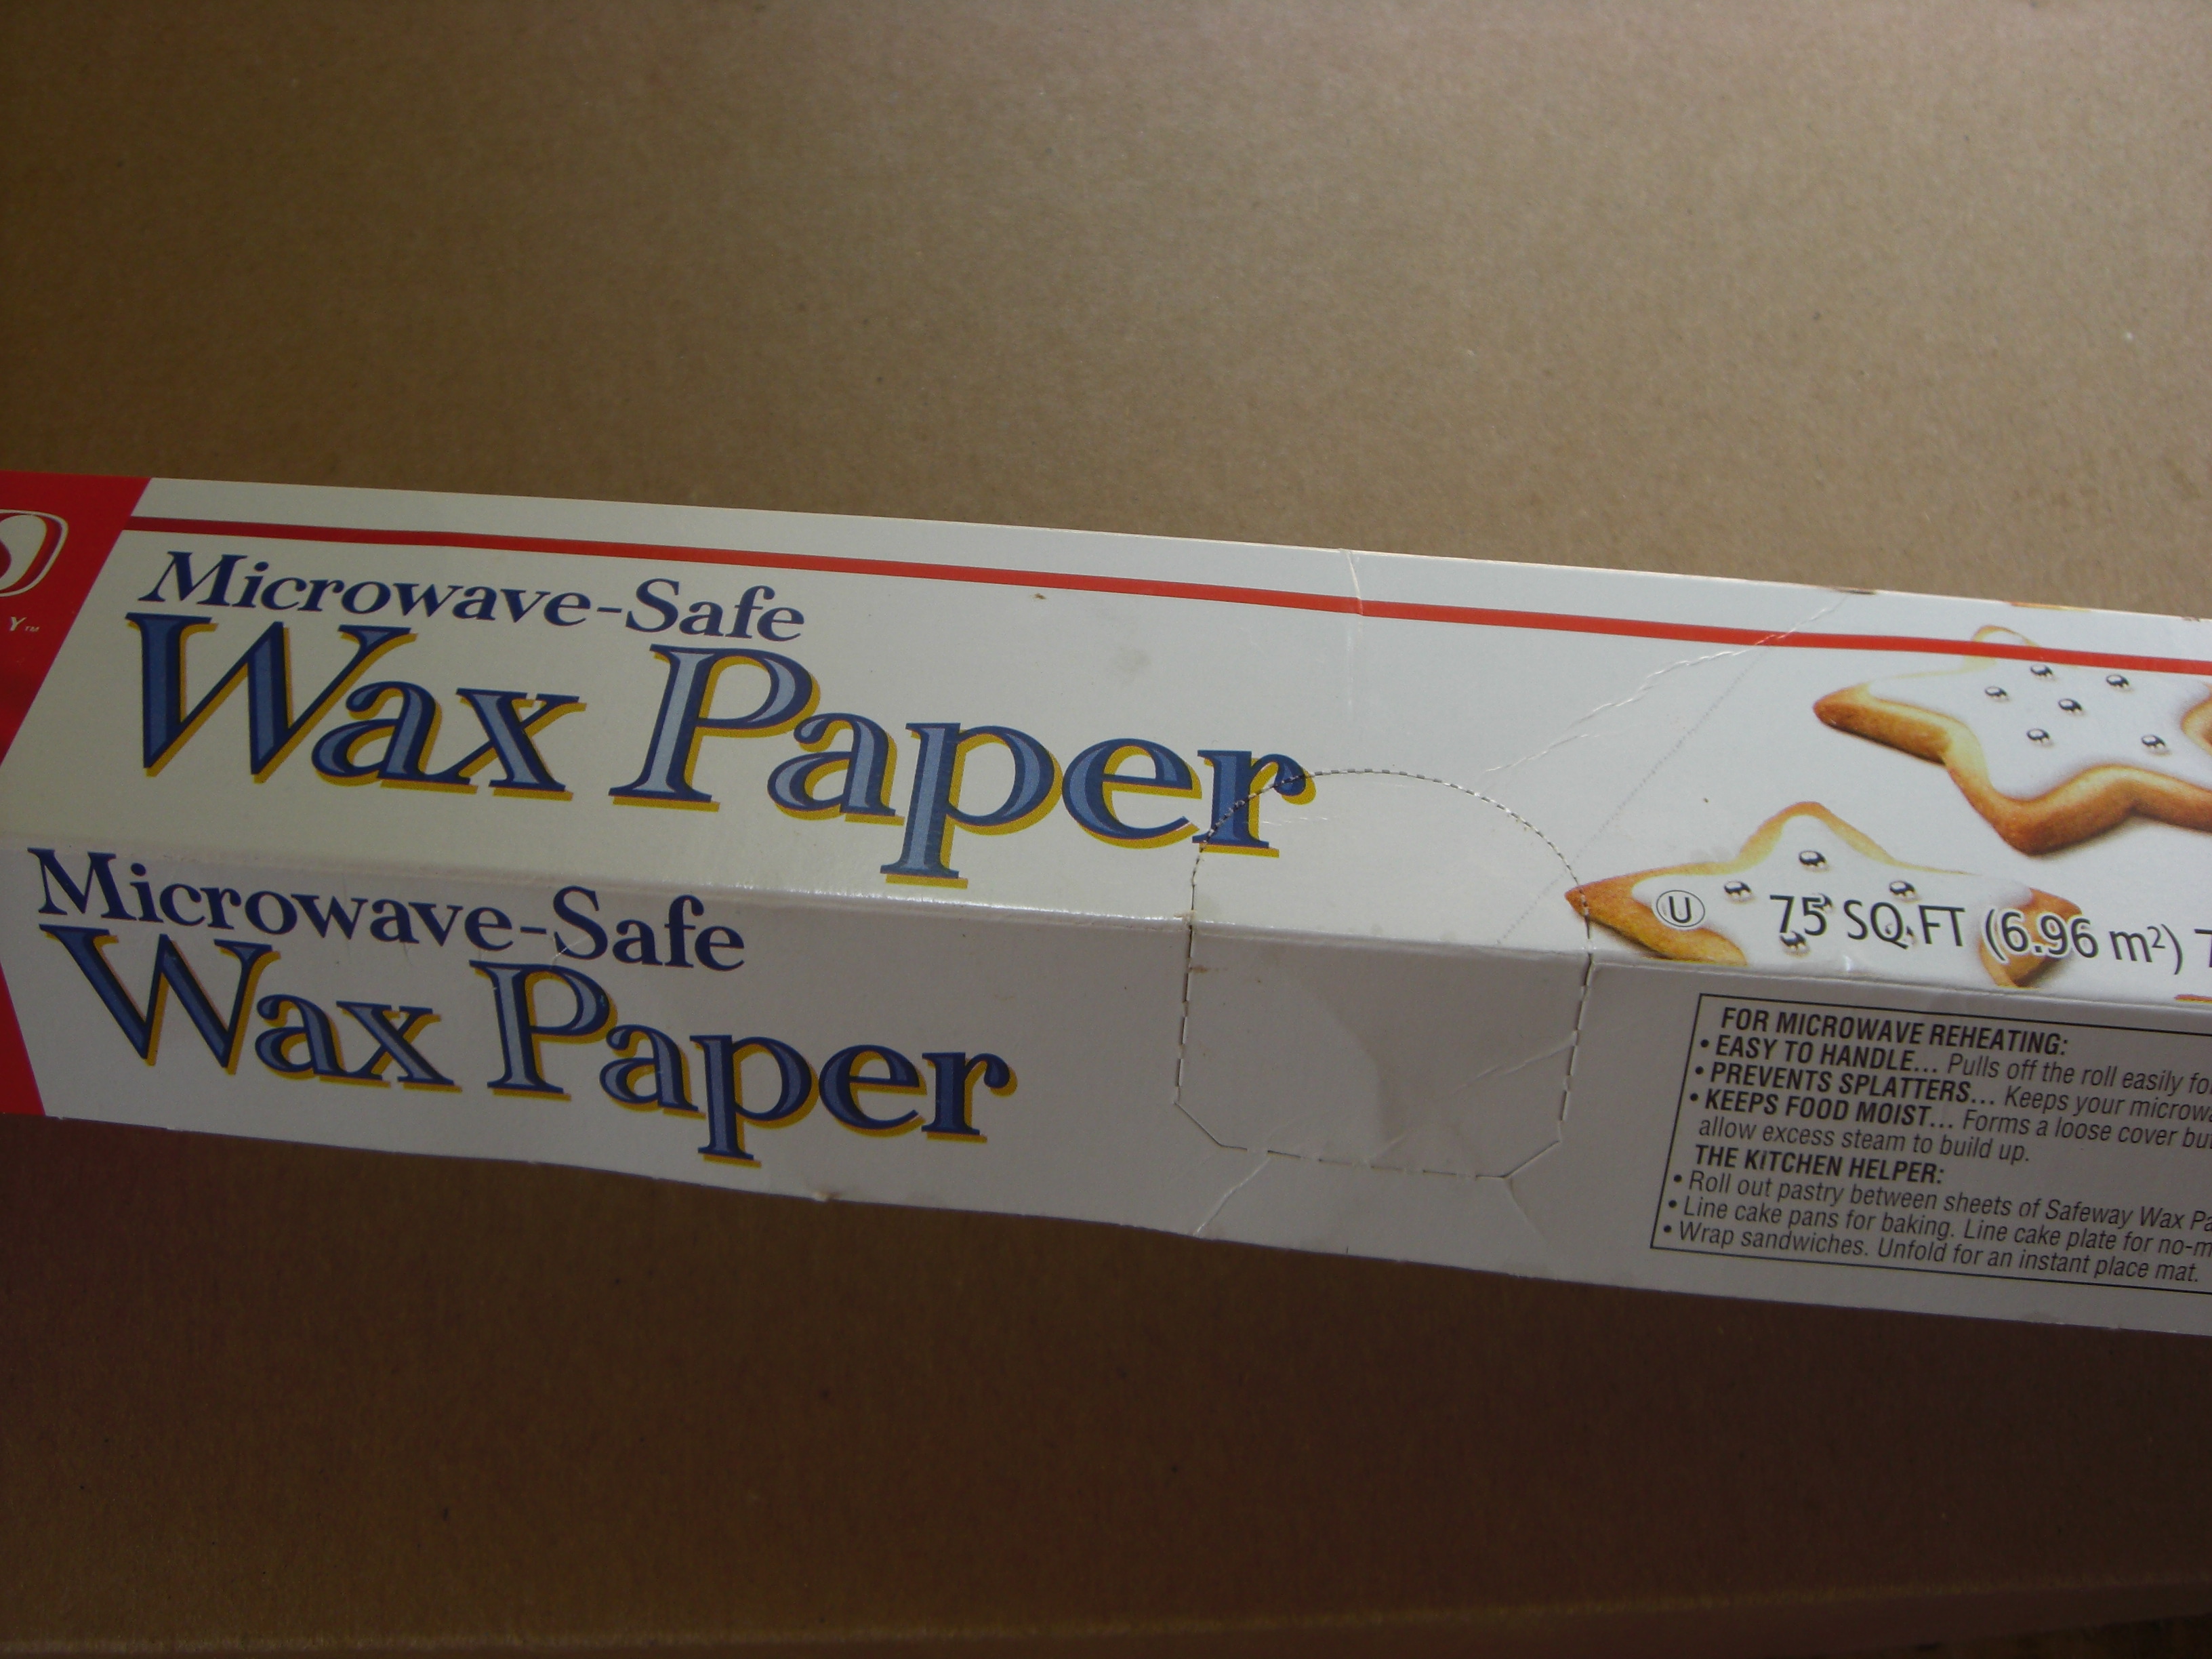 Y™
Microwave-Safe
Wax Paper
U 75 SQ.FT (6.96 m²)
Microwave-Safe
Wax Paper
FOR MICROWAVE REHEATING:
• EASY TO HANDLE... Pulls off the roll easily
• PREVENTS SPLATTERS... Keeps your
• KEEPS FOOD MOIST... Forms a loose cover
allow excess steam to build up.
THE KITCHEN HELPER:
• Roll out pastry between sheets of Safeway Wax
• Line cake pans for baking. Line cake plate for
• Wrap sandwiches. Unfold for an instant place mat.